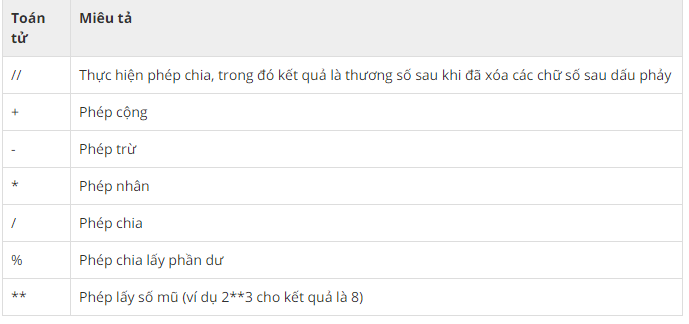 Toán tử Miêu tả
// Thực hiện phép chia, trong đó kết quả là thương số sau khi đã xóa các chữ số sau dấu phảy
+ Phép cộng
- Phép trừ
* Phép nhân
/ Phép chia
% Phép chia lấy phần dư
** Phép lấy số mũ (ví dụ 2**3 cho kết quả là 8)